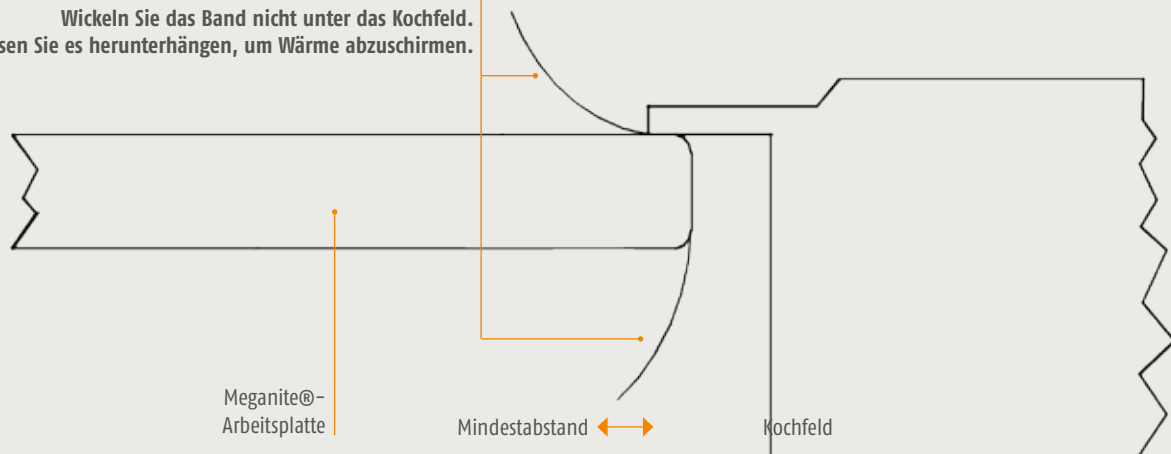 Wickeln Sie das Band nicht unter das Kochfeld.
sen Sie es herunterhängen, um Wärme abzuschirmen.
Meganite®-
Arbeitsplatte
Mindestabstand
Kochfeld